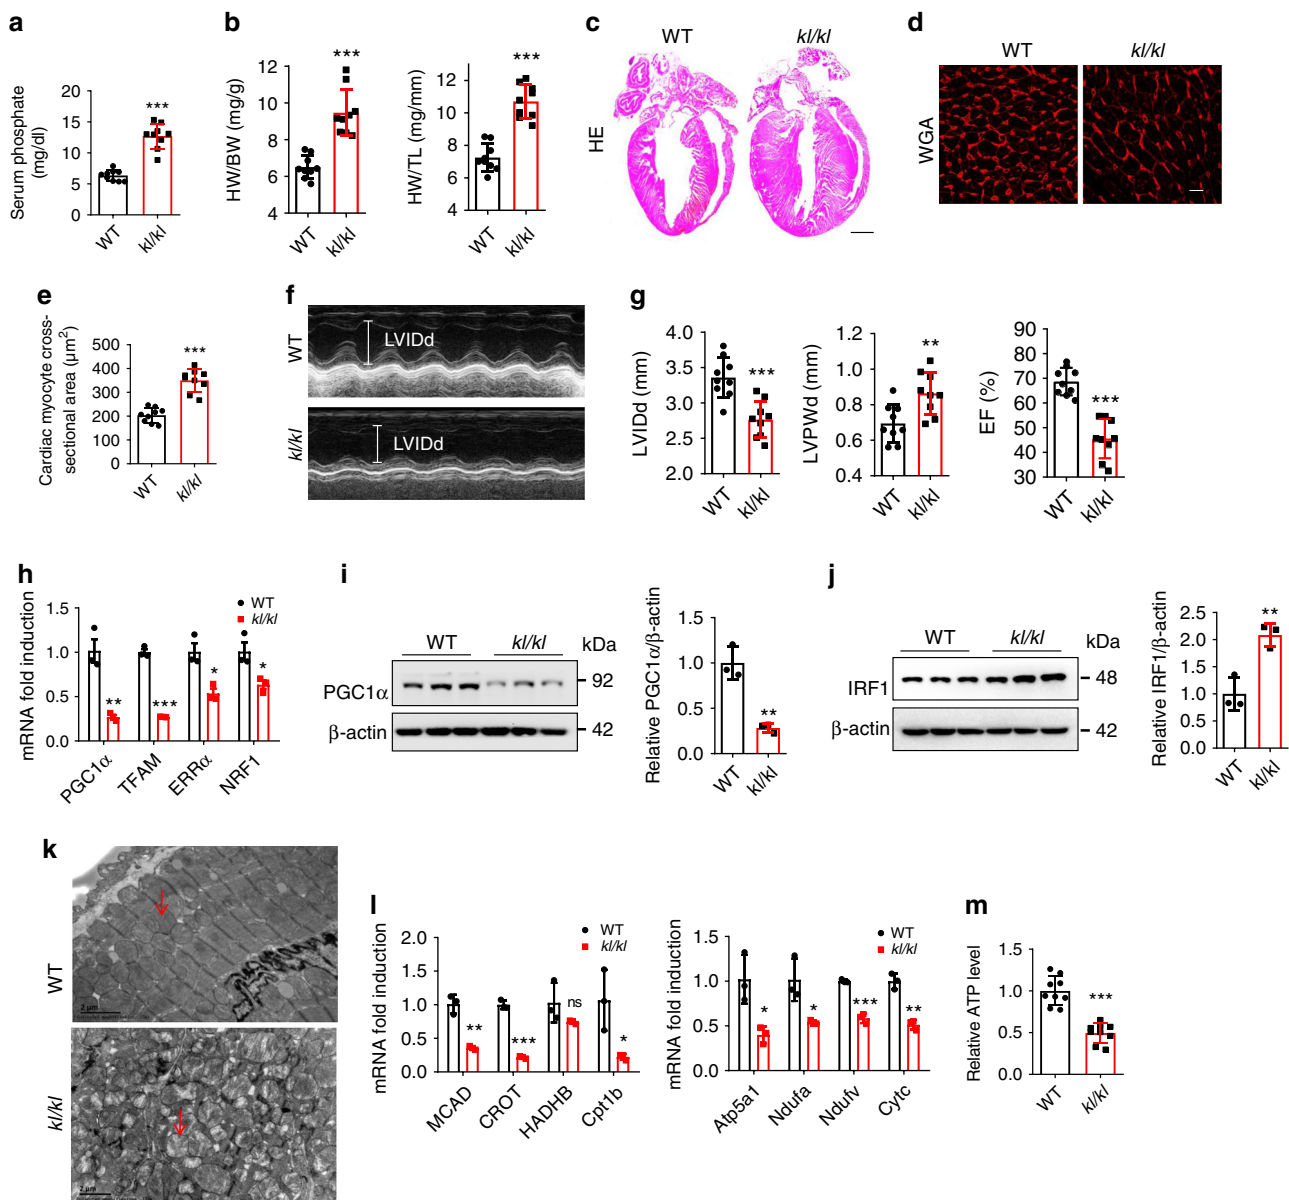 a
Serum phosphate
(mg/dl)
20
15
10
5
0
***
WT
kl/kl
b
HW/BW (mg/g)
12
10
8
6
4
***
WT
kl/kl
HW/TL (mg/mm)
12
10
8
6
4
***
WT
kl/kl
c
WT
kl/kl
HE
d
WT
kl/kl
WGA
e
Cardiac myocyte cross-
sectional area (μm²)
500
400
300
200
100
0
***
WT
kl/kl
f
WT
LVIDd
kl/kl
LVIDd
g
LVIDd (mm)
4.0
3.5
3.0
2.5
2.0
***
WT
kl/kl
LVPWd (mm)
1.2
1.0
0.8
0.6
0.4
**
WT
kl/kl
EF (%)
90
80
70
60
50
40
30
***
WT
kl/kl
h
mRNA fold induction
1.5
1.0
0.5
0.0
WT
kl/kl
**
***
*
*
PGC1α
TFAM
ERRα
NRF1
i
WT
kl/kl
kDa
PGC1α
92
β-actin
42
Relative PGC1α/β-actin
1.5
1.0
0.5
0.0
**
WT
kl/kl
j
WT
kl/kl
kDa
IRF1
48
β-actin
42
Relative IRF1/β-actin
2.5
2.0
1.5
1.0
0.5
0.0
**
WT
kl/kl
k
WT
2 μm
kl/kl
2 μm
l
mRNA fold induction
2.0
1.5
1.0
0.5
0.0
WT
kl/kl
**
***
ns
*
MCAD
CROT
HADHB
Cpt1b
mRNA fold induction
1.5
1.0
0.5
0.0
WT
kl/kl
*
*
***
**
Atp5a1
Ndufa
Ndufv
Cytc
m
Relative ATP level
1.5
1.0
0.5
0.0
***
WT
kl/kl